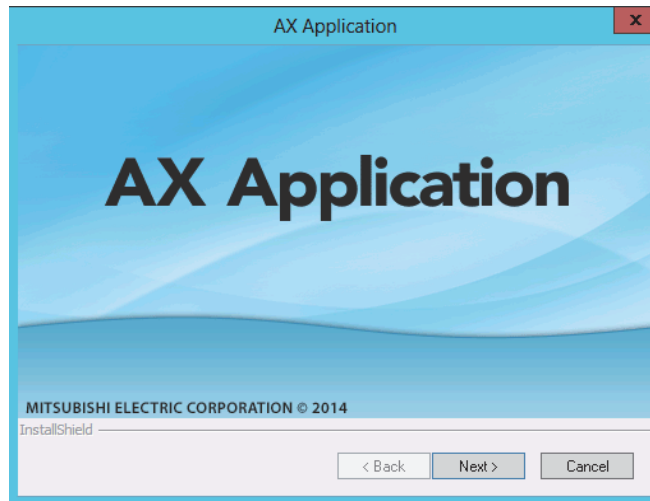 AX Application
x
AX Application
MITSUBISHI ELECTRIC CORPORATION © 2014
InstallShield
< Back Next > Cancel